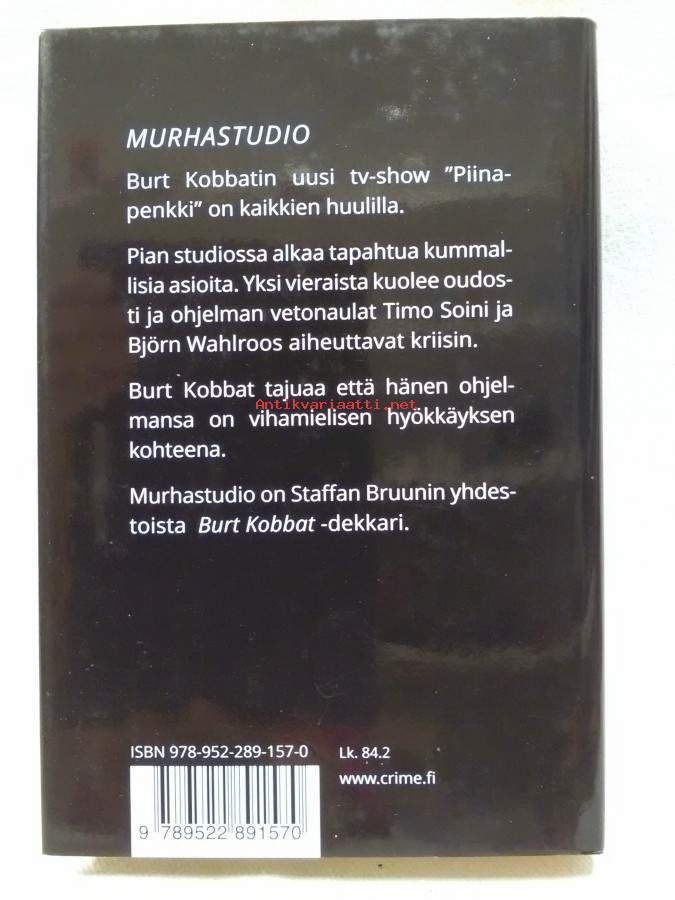 MURHASTUDIO
Burt Kobbatin uusi tv-show ”Piina-
penkki” on kaikkien huulilla.
Pian studiossa alkaa tapahtua kummal-
lisia asioita. Yksi vieraista kuolee oudos-
ti ja ohjelman vetonaulat Timo Soini ja
Björn Wahlroos aiheuttavat kriisin.
Burt Kobbat tajuaa että hänen ohjel-
Antikvariaatti.net
mansa on vihamielisen hyökkäyksen
kohteena.
Murhastudio on Staffan Bruunin yhdes-
toista Burt Kobbat -dekkari.
ISBN 978-952-289-157-0
Lk. 84.2
www.crime.fi
9 789522 891570